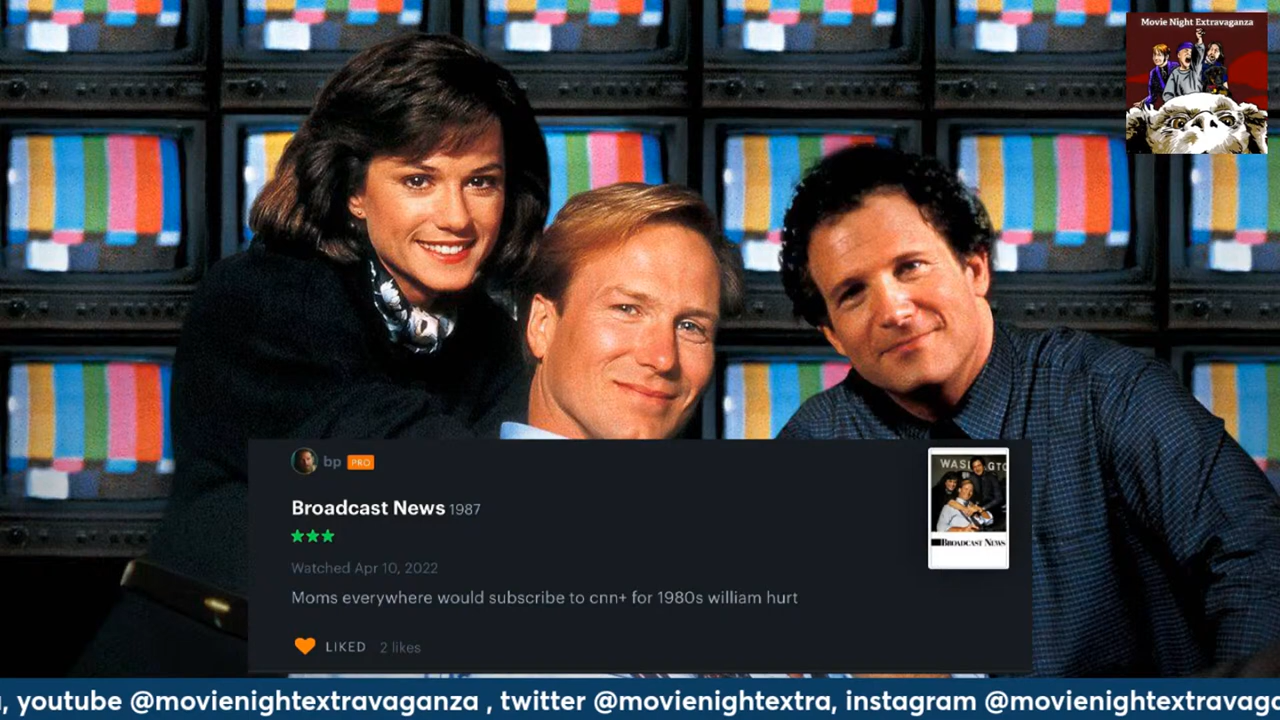 Movie Night Extravaganza
bp PRO
Broadcast News 1987
WASHINGTO
BROADCAST NEWS
Watched Apr 10, 2022
Moms everywhere would subscribe to cnn+ for 1980s william hurt
LIKED 2 likes
, youtube @movienightextravaganza , twitter @movienightextra, instagram @movienightextravaga